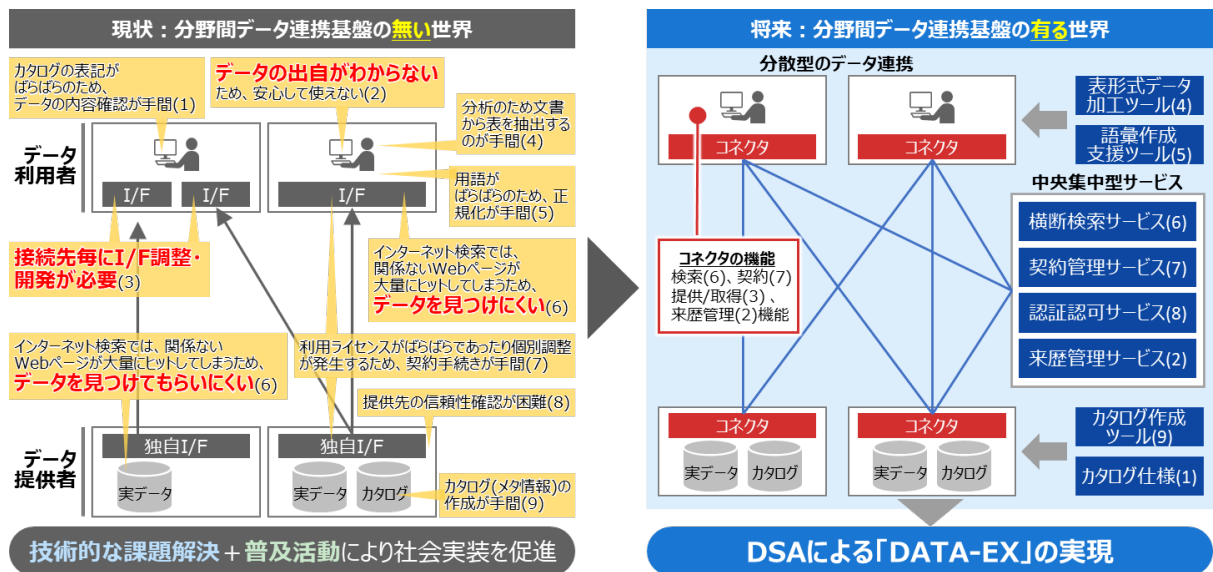 現状：分野間データ連携基盤の無い世界
カタログの表記が
ばらばらのため、
データの内容確認が手間(1)
データの出自がわからない
ため、安心して使えない(2)
分析のため文書
から表を抽出する
のが手間(4)
データ
利用者
I/F
I/F
I/F
用語が
ばらばらのため、正
規化が手間(5)
接続先毎にI/F調整・
開発が必要(3)
インターネット検索では、
関係ないWebページが
大量にヒットしてしまうため、
データを見つけにくい(6)
インターネット検索では、関係ない
Webページが大量にヒットしてしまうため、
データを見つけてもらいにくい(6)
利用ライセンスがばらばらであったり個別調整
が発生するため、契約手続きが手間(7)
提供先の信頼性確認が困難(8)
データ
提供者
独自I/F
実データ
独自I/F
実データ
カタログ
カタログ(メタ情報)の
作成が手間(9)
技術的な課題解決＋普及活動により社会実装を促進
将来：分野間データ連携基盤の有る世界
分散型のデータ連携
コネクタ
コネクタ
表形式データ
加工ツール(4)
語彙作成
支援ツール(5)
中央集中型サービス
横断検索サービス(6)
契約管理サービス(7)
認証認可サービス(8)
来歴管理サービス(2)
コネクタの機能
検索(6)、契約(7)
提供/取得(3)、
来歴管理(2)機能
コネクタ
実データ
カタログ
コネクタ
実データ
カタログ
カタログ作成
ツール(9)
カタログ仕様(1)
DSAによる「DATA-EX」の実現